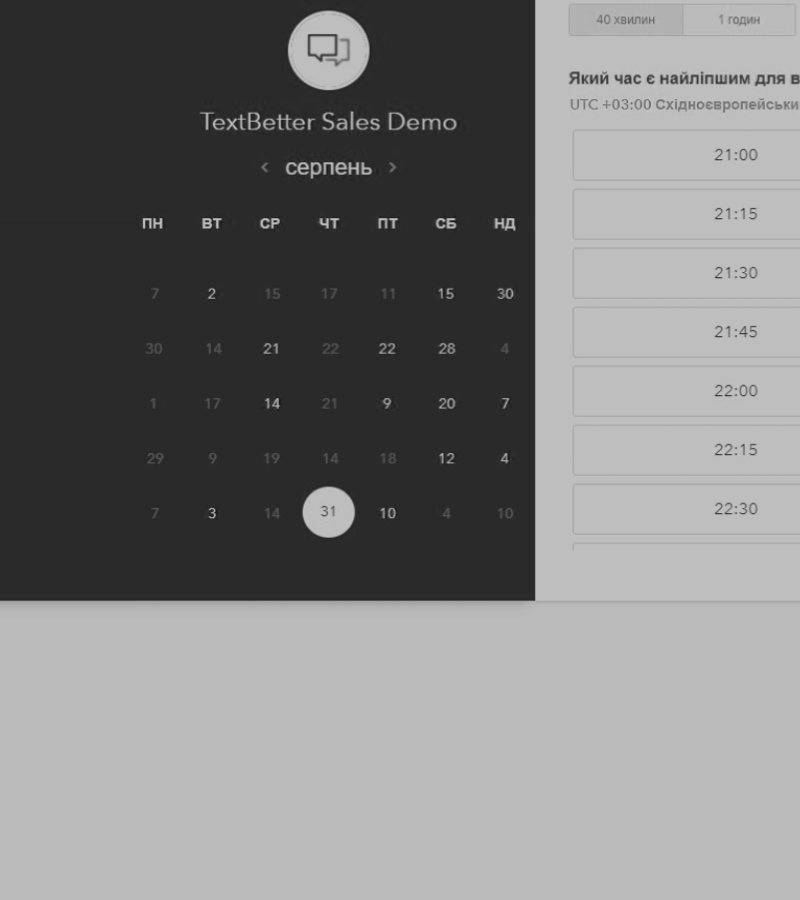 TextBetter Sales Demo
серпень
ПН ВТ СР ЧТ ПТ СБ НД
7 2 15 17 11 15 30
30 14 21 22 22 28 4
1 17 14 21 9 20 7
29 9 19 14 18 12 4
7 3 14 31 10 4 10
40 хвилин 1 годин
Який час є найліпшим для в
UTC +03:00 Східноєвропейськи
21:00
21:15
21:30
21:45
22:00
22:15
22:30